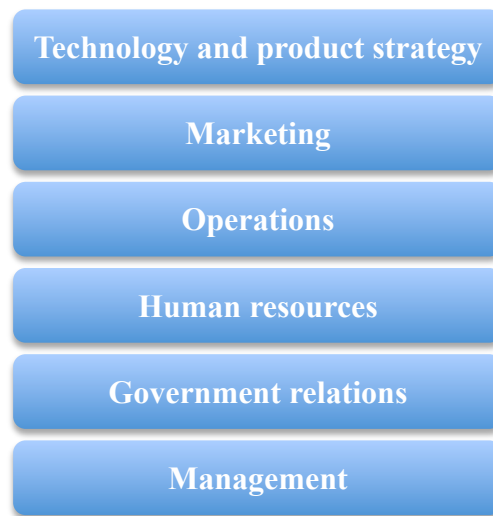 Technology and product strategy
Marketing
Operations
Human resources
Government relations
Management